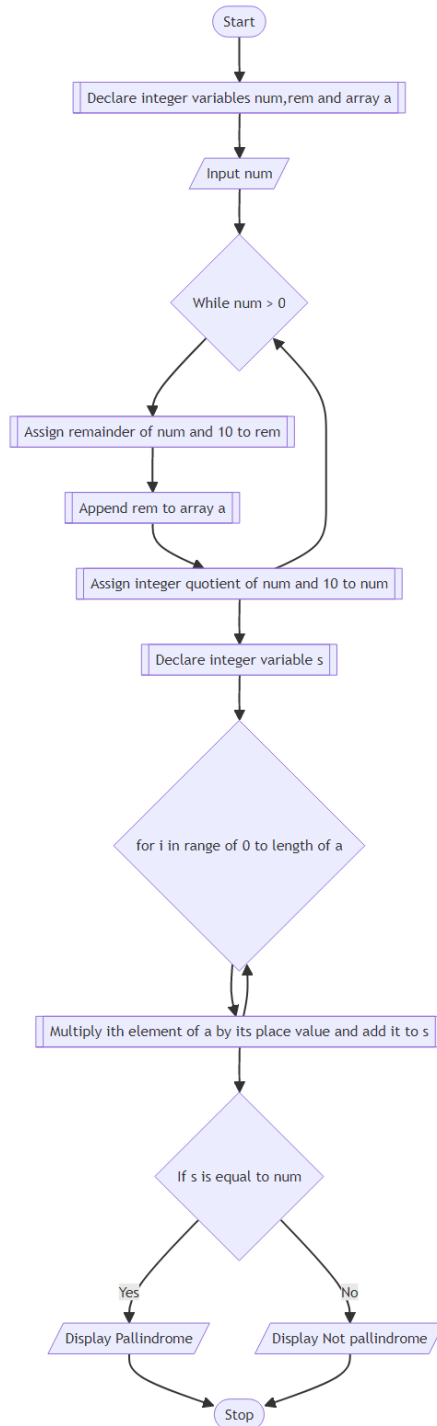 Start
Declare integer variables num,rem and array a
Input num
While num > 0
Assign remainder of num and 10 to rem
Append rem to array a
Assign integer quotient of num and 10 to num
Declare integer variable s
for i in range of 0 to length of a
Multiply ith element of a by its place value and add it to s
If s is equal to num
Yes
No
Display Pallindrome
Display Not pallindrome
Stop